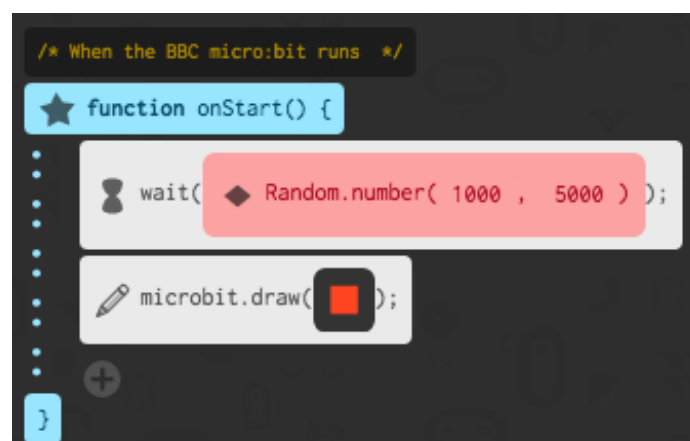 /* When the BBC micro:bit runs */
function onStart() {
wait( Random.number( 1000 , 5000 ) );
microbit.draw( );
}